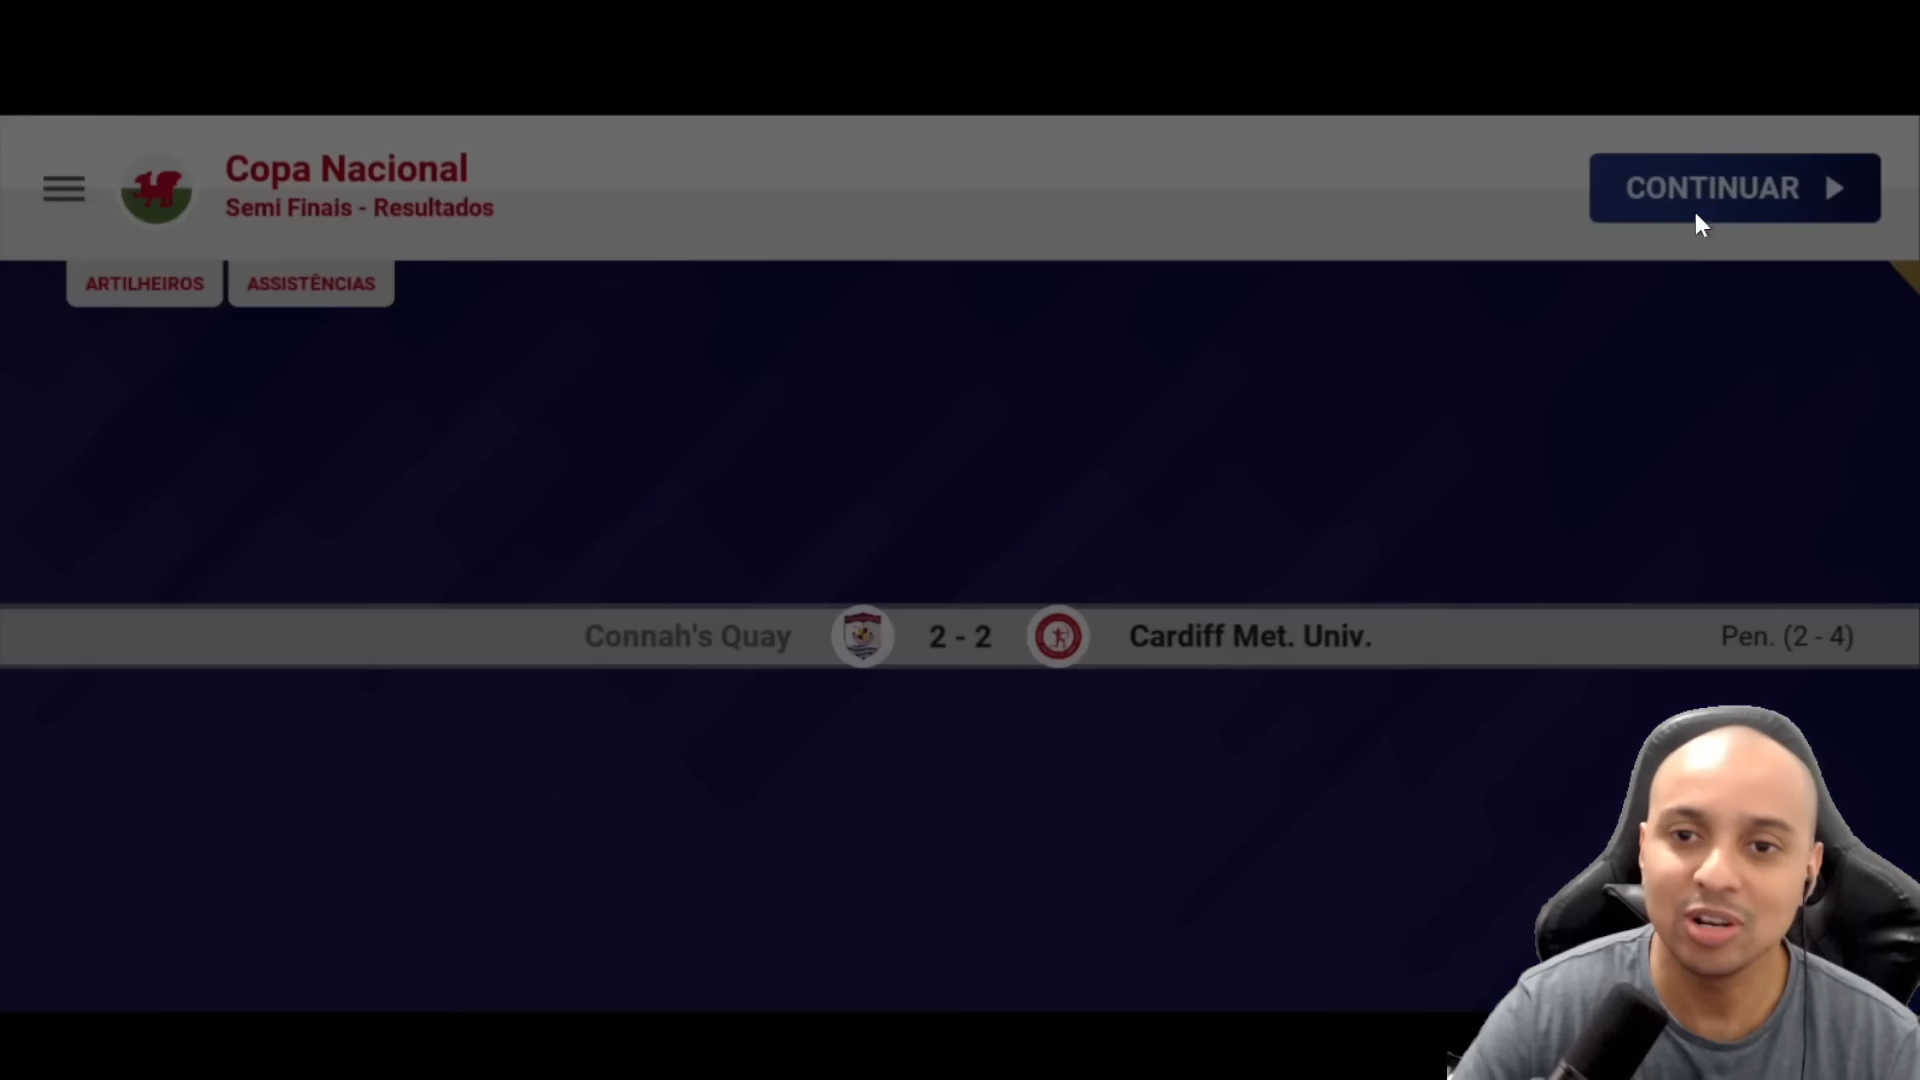 Copa Nacional
Semi Finais - Resultados
CONTINUAR
ARTILHEIROS
ASSISTÊNCIAS
Connah's Quay 2 - 2 Cardiff Met. Univ. Pen. (2 - 4)